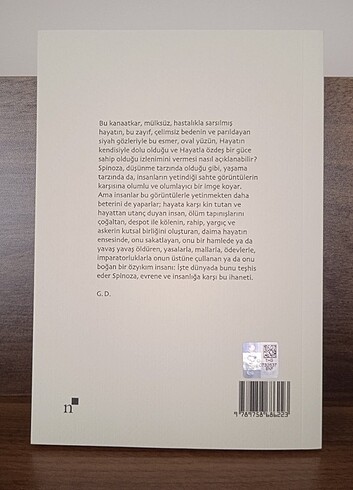 Bu kanaatkar, mülksüz, hastalıkla sarsılmış
hayatın, bu zayıf, çelimsiz bedenin ve parıldayan
siyah gözleriyle bu esmer, oval yüzün, Hayatın
kendisiyle dolu olduğu ve Hayatla özdeş bir güce
sahip olduğu izlenimini vermesi nasıl açıklanabilir?
Spinoza, düşünme tarzında olduğu gibi, yaşama
tarzında da, insanların yetindiği sahte görüntülerin
karşısına olumlu ve olumlayıcı bir imge koyar.
Ama insanlar bu görüntülerle yetinmekten daha
beterini de yaparlar; hayata karşı kin tutan ve
hayattan utanç duyan insan, ölüm tapınışlarını
çoğaltan, despot ile kölenin, rahip, yargıç ve
askerin kutsal birliğini oluşturan, daima hayatın
ensesinde, onu sakatlayan, onu bir hamlede ya da
yavaş yavaş öldüren, yasalarla, mallarla, ödevlerle,
imparatorluklarla onun üstüne çullanan ya da onu
boğan bir özyıkım insanı: İşte dünyada bunu teşhis
eder Spinoza, evrene ve insanlığa karşı bu ihaneti.
G. D.
n
9 789758 686223